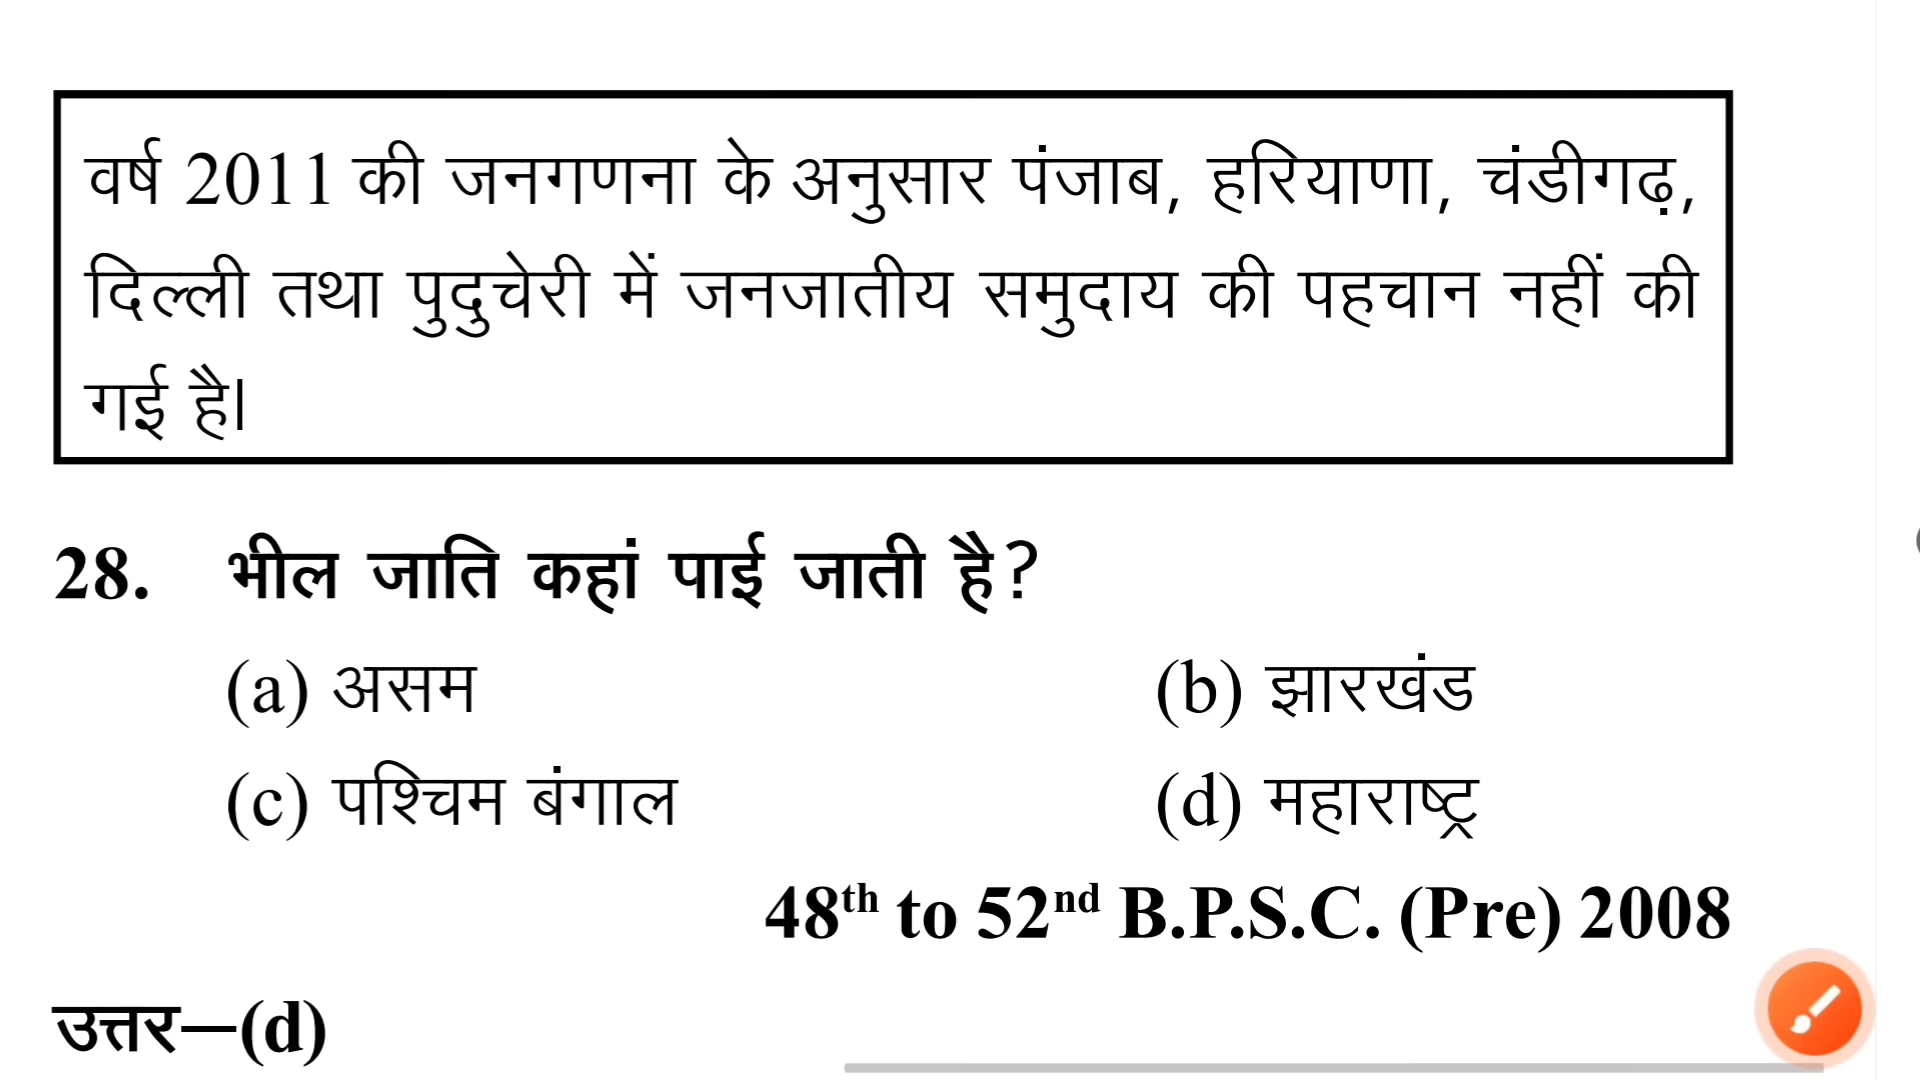 वर्ष 2011 की जनगणना के अनुसार पंजाब, हरियाणा, चंडीगढ़,
दिल्ली तथा पुदुचेरी में जनजातीय समुदाय की पहचान नहीं की
गई है।
28. भील जाति कहां पाई जाती है?
(a) असम (b) झारखंड
(c) पश्चिम बंगाल (d) महाराष्ट्र
48th to 52nd B.P.S.C. (Pre) 2008
उत्तर—(d)